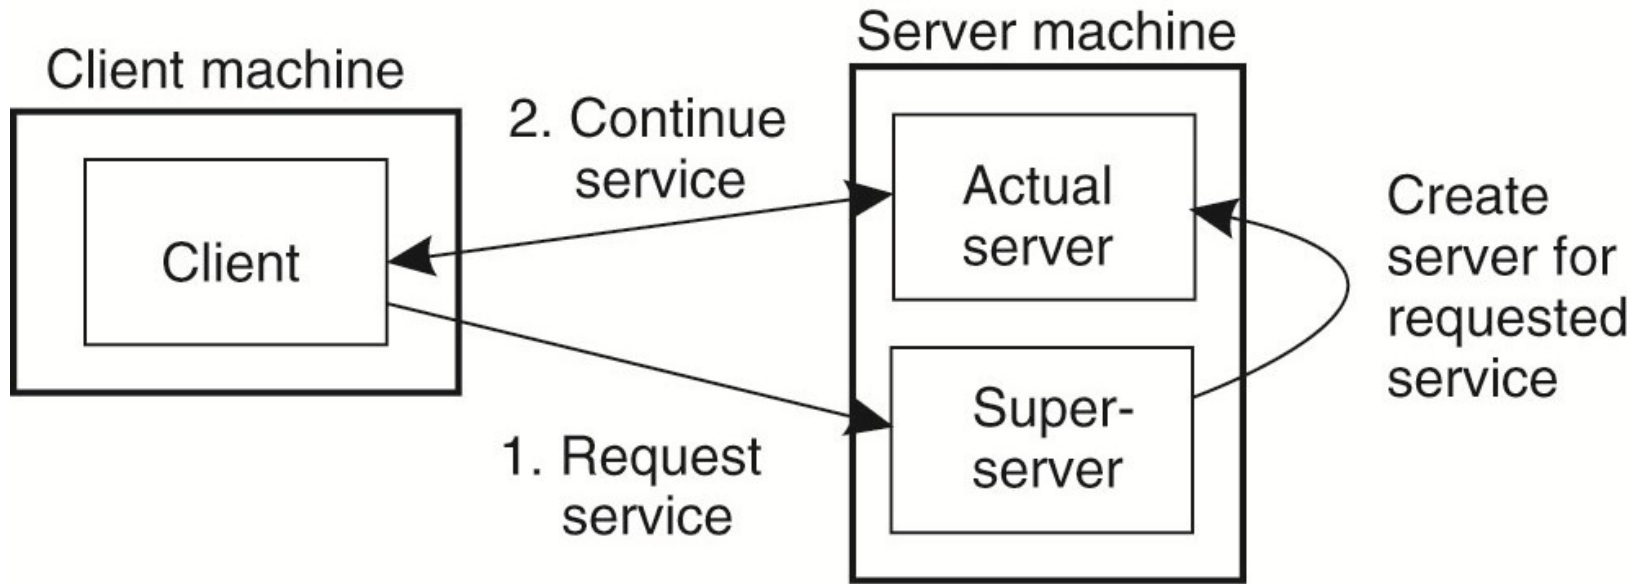 Client machine
Client
2. Continue
service
1. Request
service
Server machine
Actual
server
Super-
server
Create
server for
requested
service